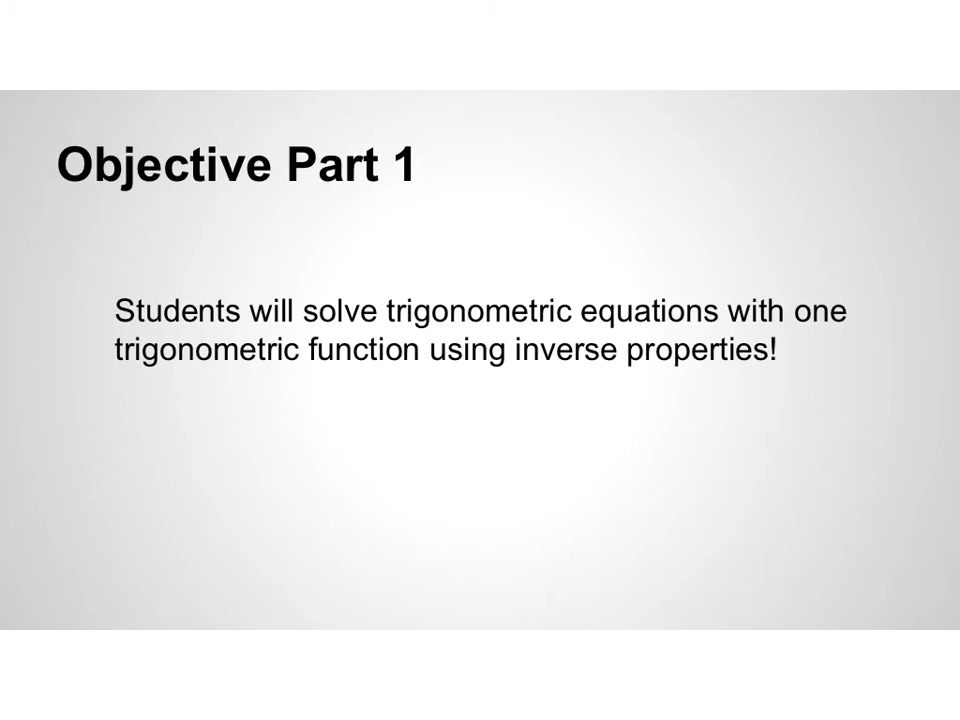 Objective Part 1
Students will solve trigonometric equations with one
trigonometric function using inverse properties!